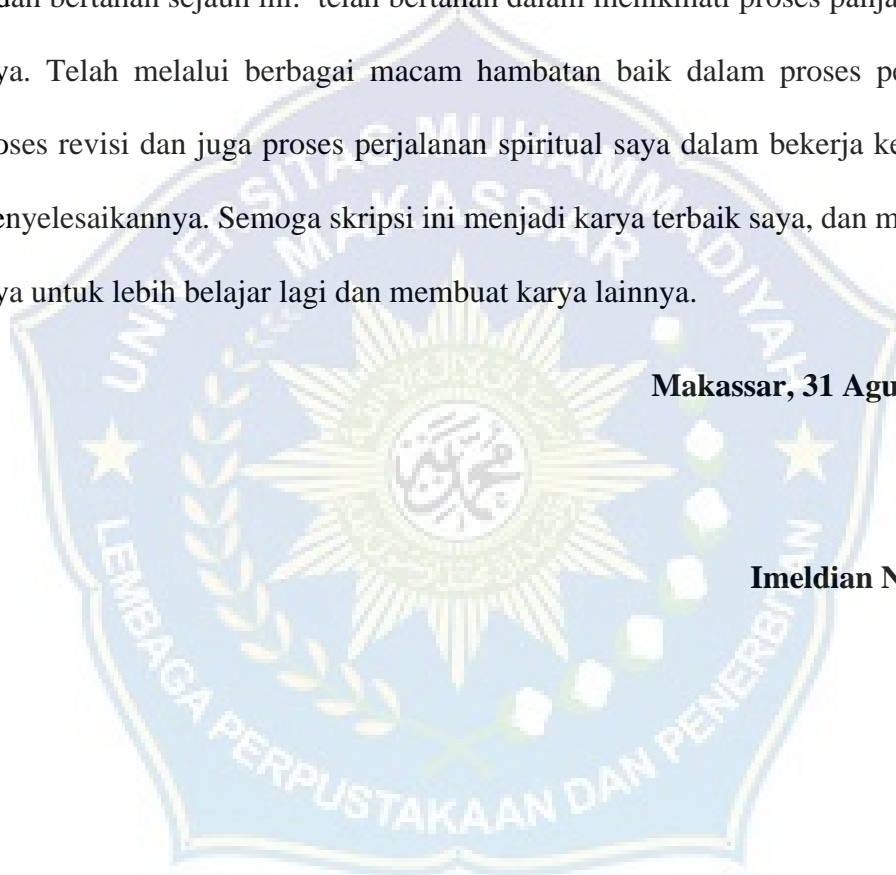 dan bertahan sejauh ini. telah bertahan dalam menikmati proses panja
ya. Telah melalui berbagai macam hambatan baik dalam proses pe
oses revisi dan juga proses perjalanan spiritual saya dalam bekerja ke
enyelesaikannya. Semoga skripsi ini menjadi karya terbaik saya, dan m
ya untuk lebih belajar lagi dan membuat karya lainnya.
Makassar, 31 Agu
Imeldian N
UNIVERSITAS MUHAMMADIYAH
MAKASSAR
LEMBAGA PERPUSTAKAAN DAN PENERBITAN